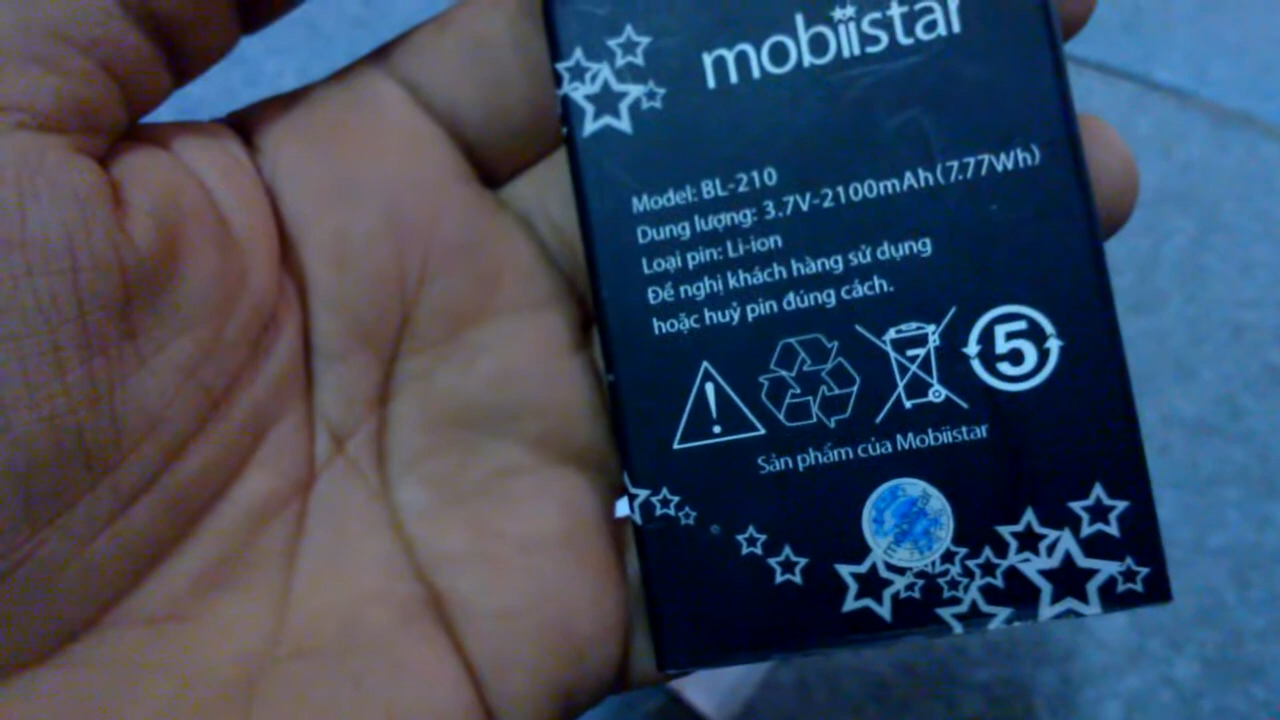 mobiistar
Model: BL-210
Dung lượng: 3.7V-2100mAh(7.77Wh)
Loại pin: Li-ion
Đề nghị khách hàng sử dụng
hoặc huỷ pin đúng cách.
5
Sản phẩm của Mobiistar